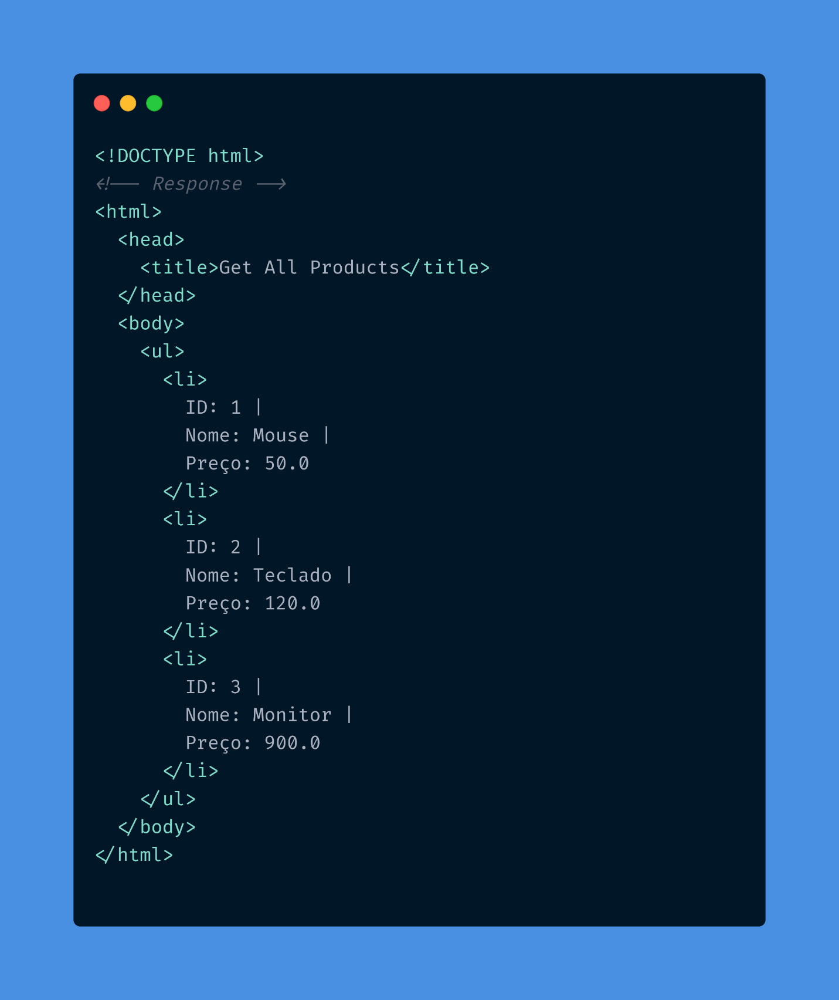 <!DOCTYPE html>
<!-- Response -->
<html>
  <head>
    <title>Get All Products</title>
  </head>
  <body>
    <ul>
      <li>
        ID: 1 |
        Nome: Mouse |
        Preço: 50.0
      </li>
      <li>
        ID: 2 |
        Nome: Teclado |
        Preço: 120.0
      </li>
      <li>
        ID: 3 |
        Nome: Monitor |
        Preço: 900.0
      </li>
    </ul>
  </body>
</html>